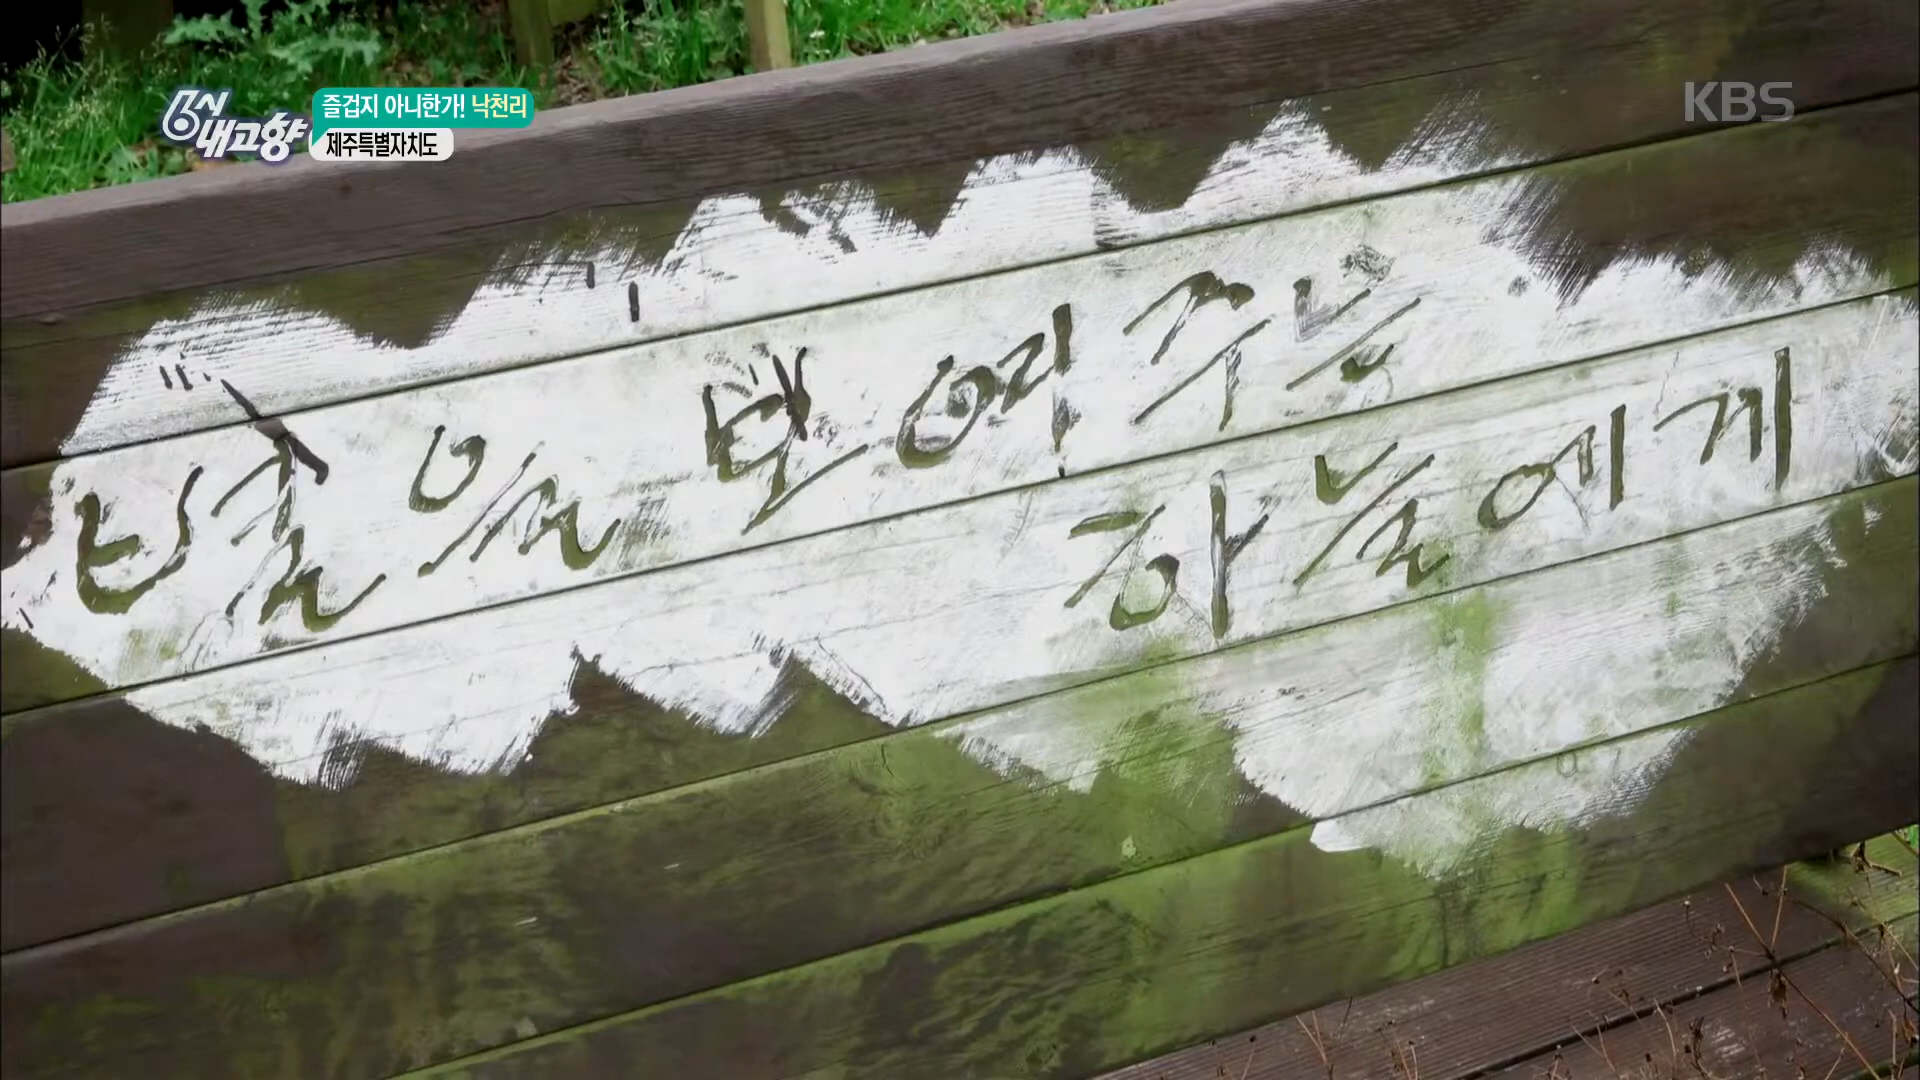 6시 내고향
즐겁지 아니한가! 낙천리
제주특별자치도
KBS
빛을 보여주는
하늘에게